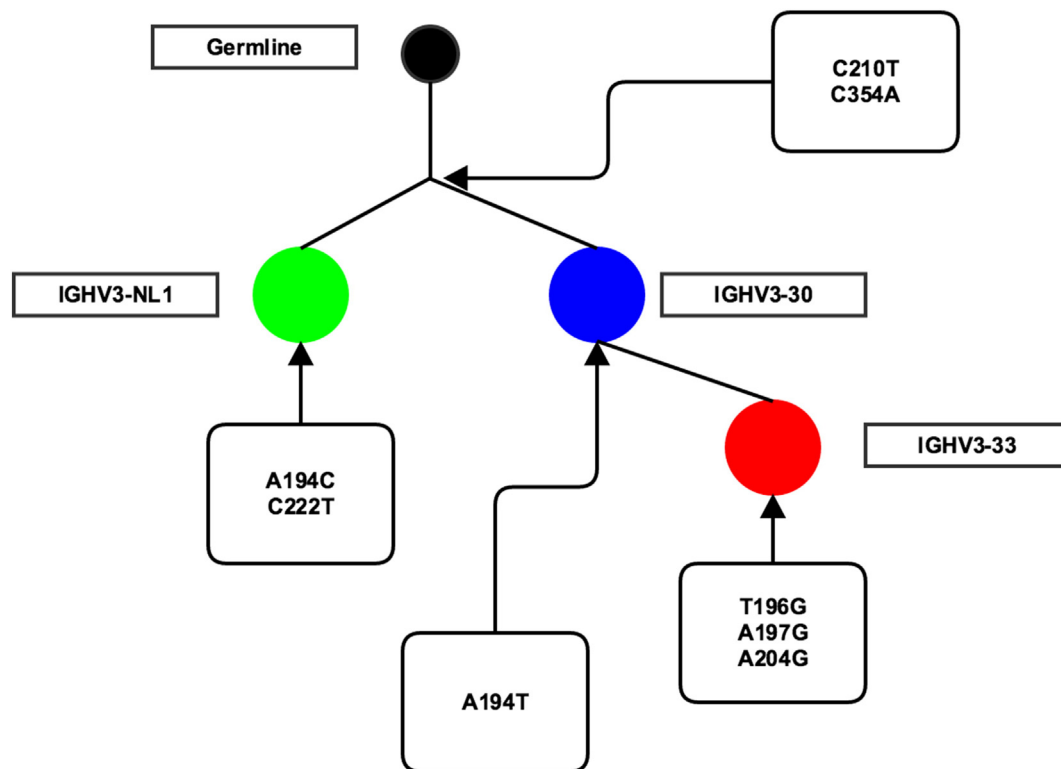 Germline
C210T
C354A
IGHV3-NL1
IGHV3-30
A194C
C222T
IGHV3-33
T196G
A197G
A204G
A194T